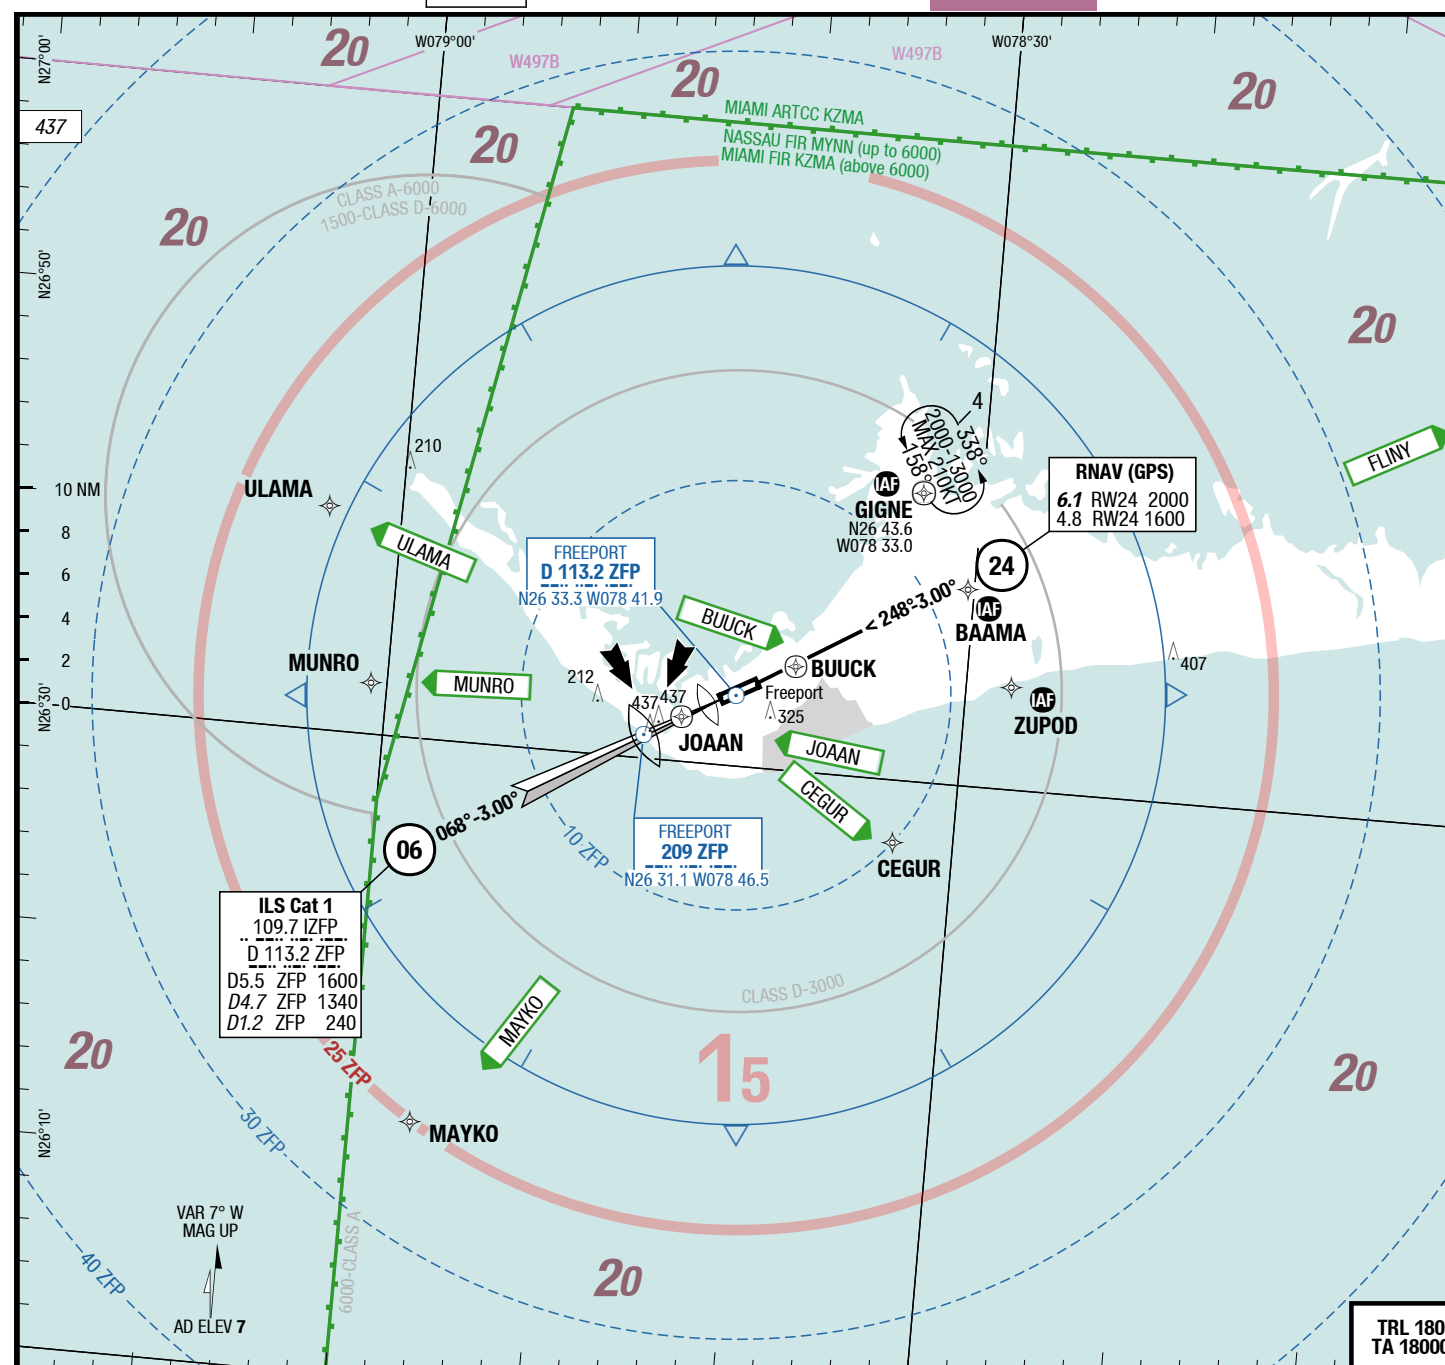 20
W079°00'
W497B
20
W497B
W078°30'
20
N27°00'
437
MIAMI ARTCC KZMA
NASSAU FIR MYNN (up to 6000)
MIAMI FIR KZMA (above 6000)
20
CLASS A-6000
1500-CLASS D-6000
20
N26°50'
20
210
4
338°
2000-13000
MAX 210KT
158°
FLINY
10 NM
8
6
4
2
0
ULAMA
ULAMA
IAF
GIGNE
N26 43.6
W078 33.0
RNAV (GPS)
6.1 RW24 2000
4.8 RW24 1600
24
FREEPORT
D 113.2 ZFP
N26 33.3 W078 41.9
< 248°-3.00°
IAF
BAAMA
BUUCK
BUUCK
407
MUNRO
MUNRO
212
437
437
Freeport
325
IAF
ZUPOD
N26°30'
JOAAN
JOAAN
CEGUR
CEGUR
068°-3.00°
06
10 ZFP
FREEPORT
209 ZFP
N26 31.1 W078 46.5
ILS Cat 1
109.7 IZFP
D 113.2 ZFP
D5.5 ZFP 1600
D4.7 ZFP 1340
D1.2 ZFP 240
CLASS D-3000
MAYKO
15
20
20
25 ZFP
MAYKO
30 ZFP
N26°10'
VAR 7° W
MAG UP
40 ZFP
6000-CLASS A
20
AD ELEV 7
TRL 180
TA 18000